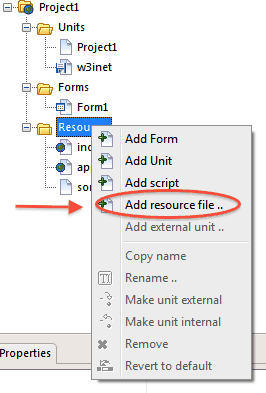 Project1
Units
Project1
w3inet
Forms
Form1
Resou
Add Form
Add Unit
Add script
Add resource file ..
Add external unit ..
Copy name
Rename ..
Make unit external
Make unit internal
Remove
Revert to default
ind
ap
so
Properties